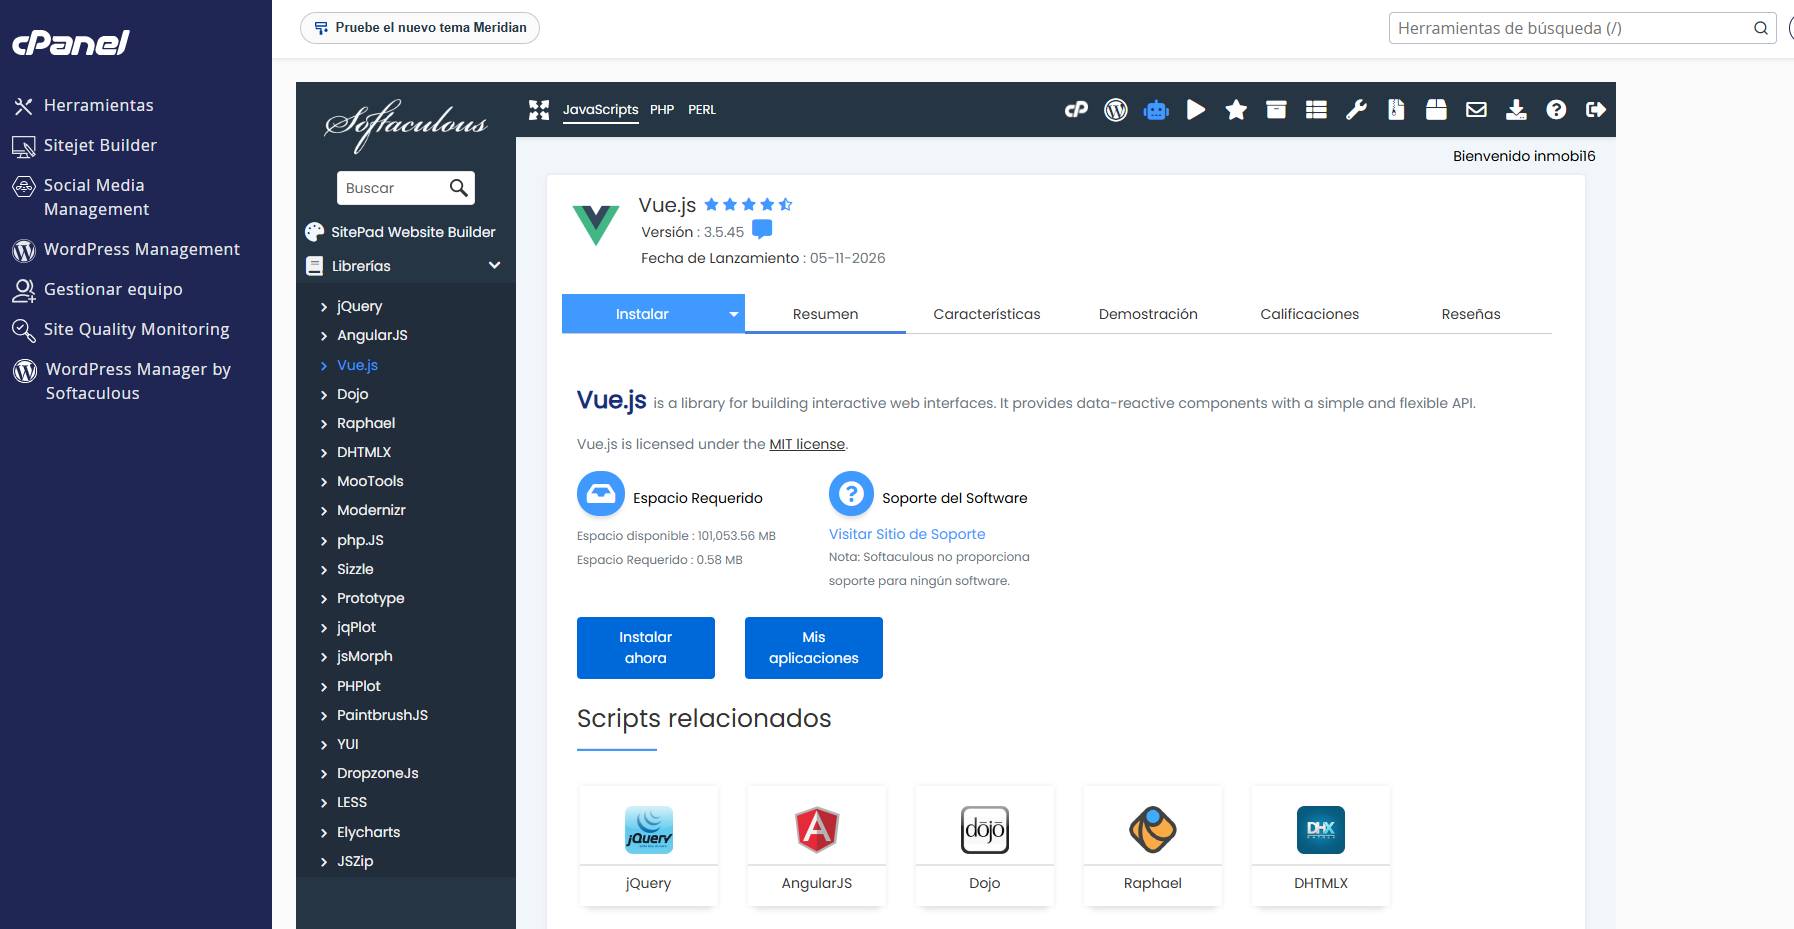 cPanel
Pruebe el nuevo tema Meridian
Herramientas de búsqueda (/)
Herramientas
Sitejet Builder
Social Media
Management
WordPress Management
Gestionar equipo
Site Quality Monitoring
WordPress Manager by
Softaculous
Softaculous
Buscar
SitePad Website Builder
Librerías
jQuery
AngularJS
Vue.js
Dojo
Raphael
DHTMLX
MooTools
Modernizr
php.JS
Sizzle
Prototype
jqPlot
jsMorph
PHPlot
PaintbrushJS
YUI
DropzoneJs
LESS
Elycharts
JSZip
JavaScripts PHP PERL
Bienvenido inmobi16
Vue.js
Versión : 3.5.45
Fecha de Lanzamiento : 05-11-2026
Instalar Resumen Características Demostración Calificaciones Reseñas
Vue.js is a library for building interactive web interfaces. It provides data-reactive components with a simple and flexible API.
Vue.js is licensed under the MIT license.
Espacio Requerido
Espacio disponible : 101,053.56 MB
Espacio Requerido : 0.58 MB
Soporte del Software
Visitar Sitio de Soporte
Nota: Softaculous no proporciona
soporte para ningún software.
Instalar
ahora
Mis
aplicaciones
Scripts relacionados
jQuery
jQuery
AngularJS
dojo
Dojo
Raphael
DHX
DHTMLX